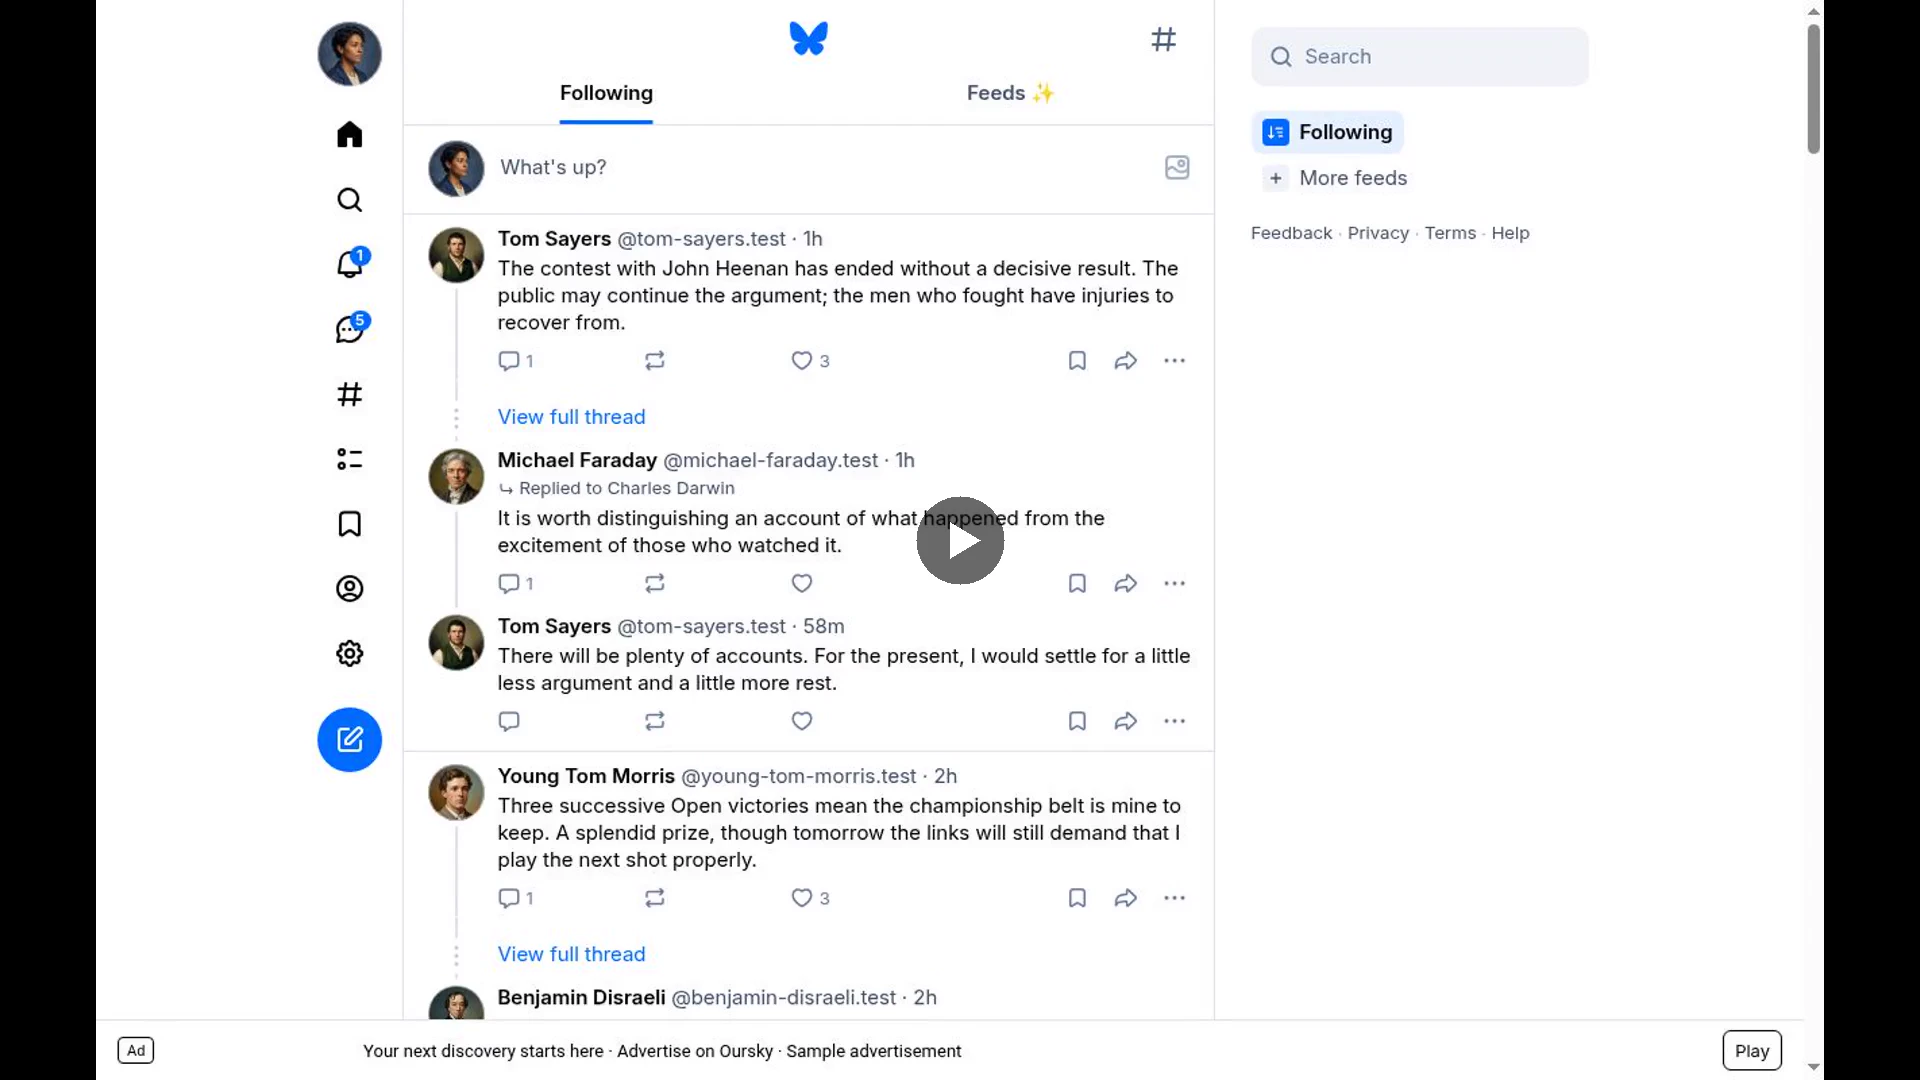 Following
Feeds ✨
Search
Following
More feeds
Feedback · Privacy · Terms · Help
What's up?
1
5
Tom Sayers @tom-sayers.test · 1h
The contest with John Heenan has ended without a decisive result. The
public may continue the argument; the men who fought have injuries to
recover from.
1
3
View full thread
Michael Faraday @michael-faraday.test · 1h
Replied to Charles Darwin
It is worth distinguishing an account of what happened from the
excitement of those who watched it.
1
Tom Sayers @tom-sayers.test · 58m
There will be plenty of accounts. For the present, I would settle for a little
less argument and a little more rest.
Young Tom Morris @young-tom-morris.test · 2h
Three successive Open victories mean the championship belt is mine to
keep. A splendid prize, though tomorrow the links will still demand that I
play the next shot properly.
1
3
View full thread
Benjamin Disraeli @benjamin-disraeli.test · 2h
Ad
Your next discovery starts here · Advertise on Oursky · Sample advertisement
Play